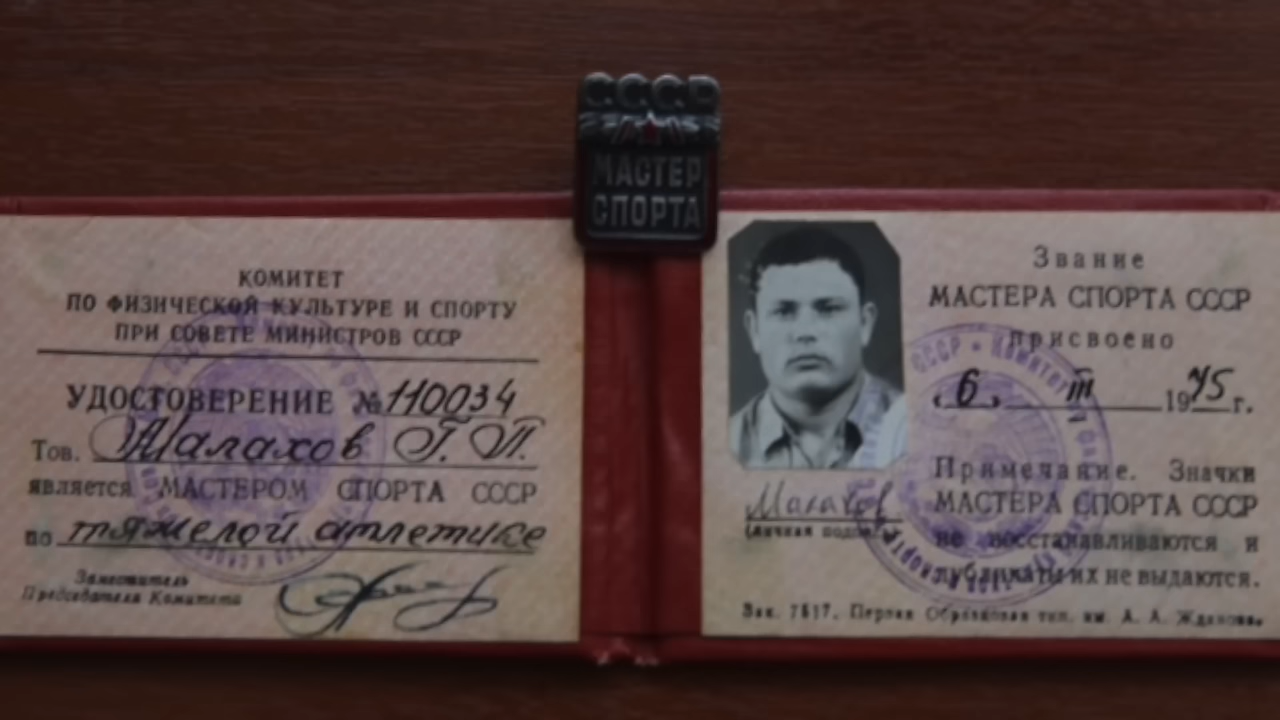 СССР
МАСТЕР
СПОРТА
КОМИТЕТ
ПО ФИЗИЧЕСКОЙ КУЛЬТУРЕ И СПОРТУ
ПРИ СОВЕТЕ МИНИСТРОВ СССР
УДОСТОВЕРЕНИЕ №110034
Тов. Малахов Г. П.
является МАСТЕРОМ СПОРТА СССР
по тяжелой атлетике
Заместитель
Председателя Комитета
Звание
МАСТЕРА СПОРТА СССР
присвоено
«6» III 1975 г.
Малахов
(личная подпись)
Примечание. Значки
МАСТЕРА СПОРТА СССР
не восстанавливаются и
дубликаты их не выдаются.
Зак. 7617. Первая Образцовая тип. им. А. А. Жданова.